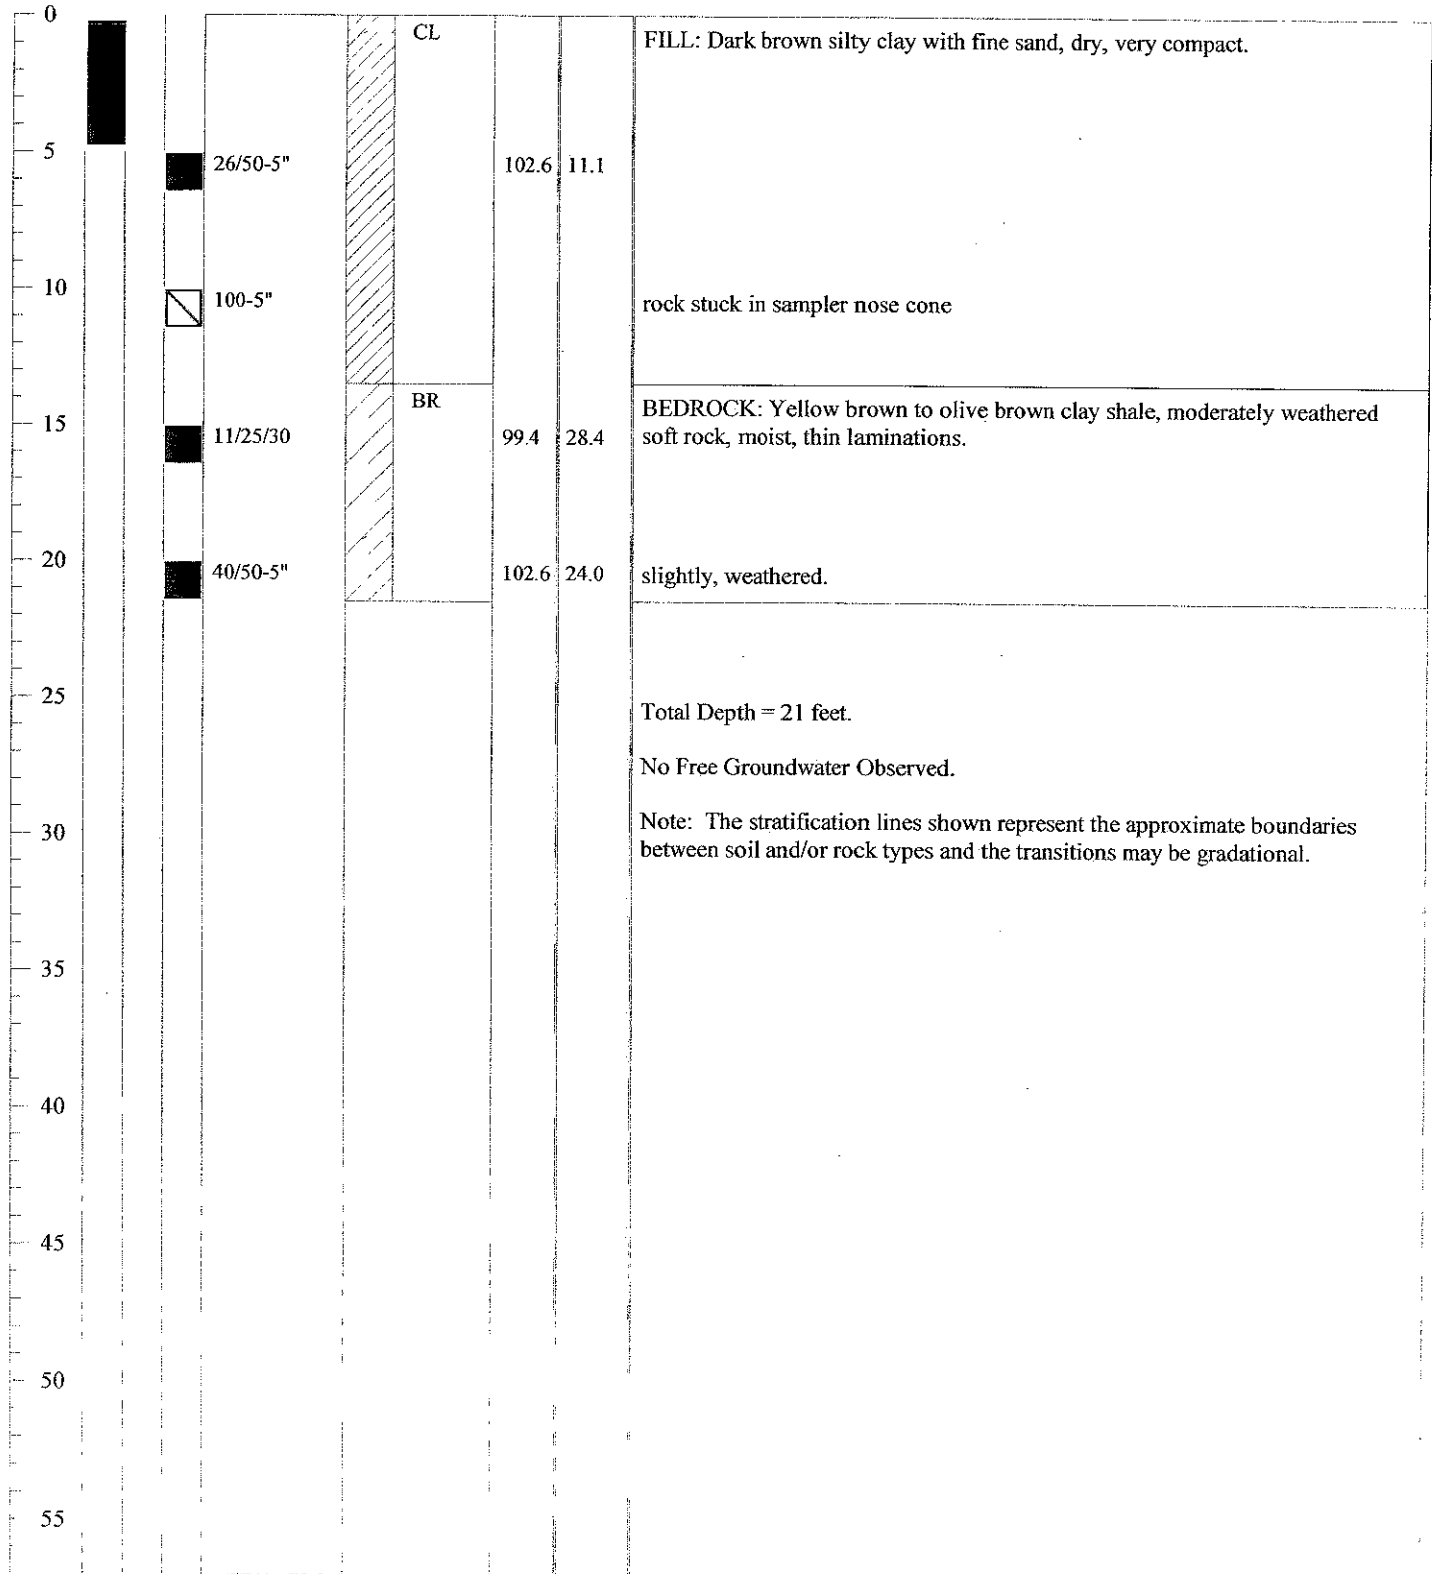 0
CL
FILL: Dark brown silty clay with fine sand, dry, very compact.
5
26/50-5" 102.6 11.1
10
100-5"
rock stuck in sampler nose cone
BR
BEDROCK: Yellow brown to olive brown clay shale, moderately weathered
15
11/25/30 99.4 28.4 soft rock, moist, thin laminations.
20
40/50-5" 102.6 24.0 slightly, weathered.
25
Total Depth = 21 feet.
No Free Groundwater Observed.
30
Note: The stratification lines shown represent the approximate boundaries
between soil and/or rock types and the transitions may be gradational.
35
40
45
50
55